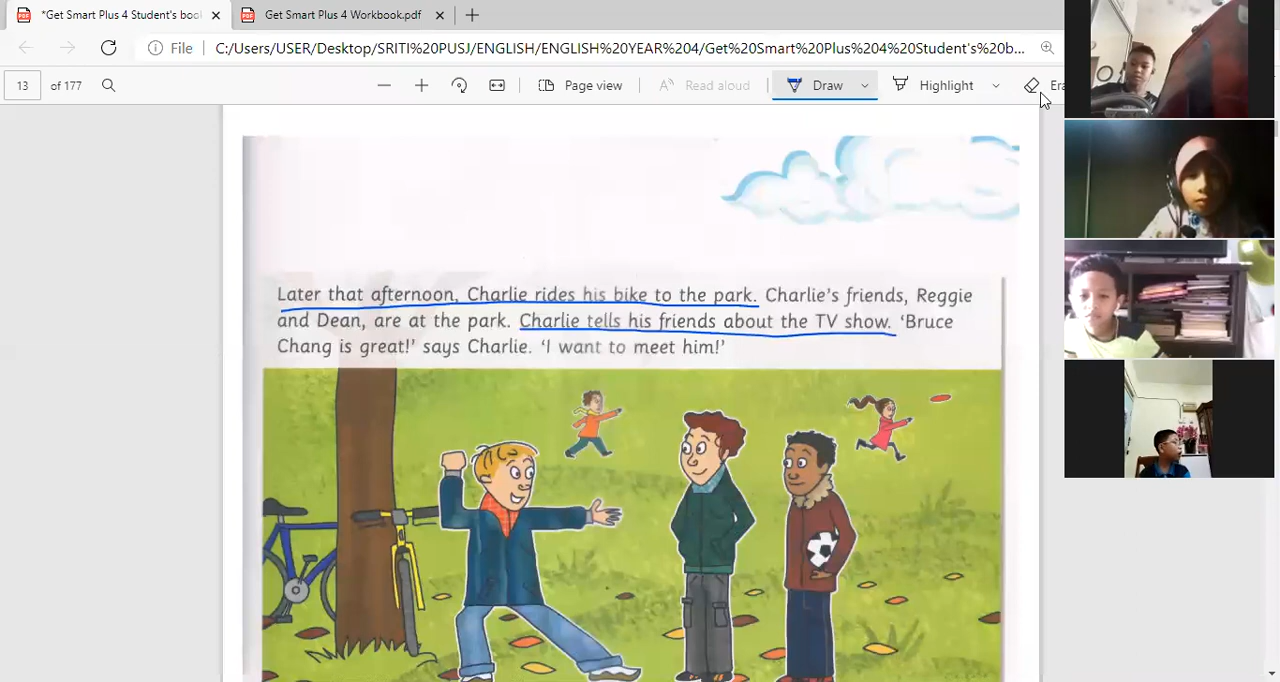 *Get Smart Plus 4 Student's boo
Get Smart Plus 4 Workbook.pdf
File
C:/Users/USER/Desktop/SRITI%20PUSJ/ENGLISH/ENGLISH%20YEAR%204/Get%20Smart%20Plus%204%20Student's%20b...
13 of 177
Page view
Read aloud
Draw
Highlight
Era
Later that afternoon, Charlie rides his bike to the park. Charlie's friends, Reggie
and Dean, are at the park. Charlie tells his friends about the TV show. 'Bruce
Chang is great!' says Charlie. 'I want to meet him!'